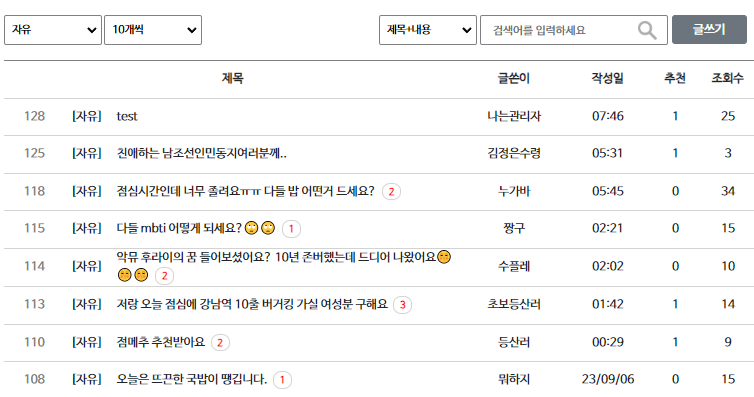 자유 10개씩 제목+내용 검색어를 입력하세요 글쓰기
제목 글쓴이 작성일 추천 조회수
128 [자유] test 나는관리자 07:46 1 25
125 [자유] 친애하는 남조선인민동지여러분께.. 김정은수령 05:31 1 3
118 [자유] 점심시간인데 너무 졸려요ㅠㅠ 다들 밥 어떤거 드세요? 2 누가바 05:45 0 34
115 [자유] 다들 mbti 어떻게 되세요?🙄🙄 1 짱구 02:21 0 15
114 [자유] 악뮤 후라이의 꿈 들어보셨어요? 10년 존버했는데 드디어 나왔어요😁 수플레 02:02 0 10
😁😁 2
113 [자유] 저랑 오늘 점심에 강남역 10출 버거킹 가실 여성분 구해요 3 초보등산러 01:42 1 14
110 [자유] 점메추 추천받아요 2 등산러 00:29 1 9
108 [자유] 오늘은 뜨끈한 국밥이 땡깁니다. 1 뭐하지 23/09/06 0 15